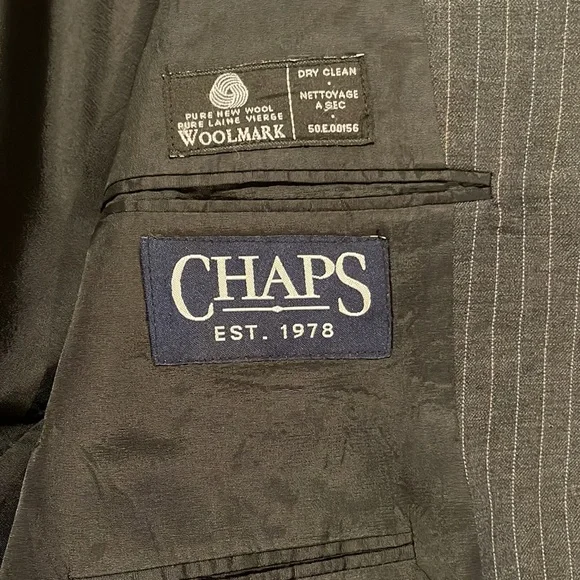 PURE NEW WOOL
PURE LAINE VIERGE
WOOLMARK
DRY CLEAN
NETTOYAGE
A SEC
50.E.00156
CHAPS
EST. 1978